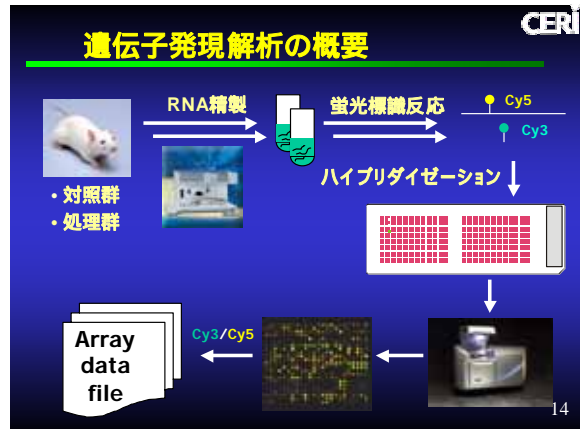 CERI
遺伝子発現解析の概要
RNA精製
蛍光標識反応
Cy5
Cy3
・対照群
・処理群
ハイブリダイゼーション
Array
data
file
Cy3/Cy5
14